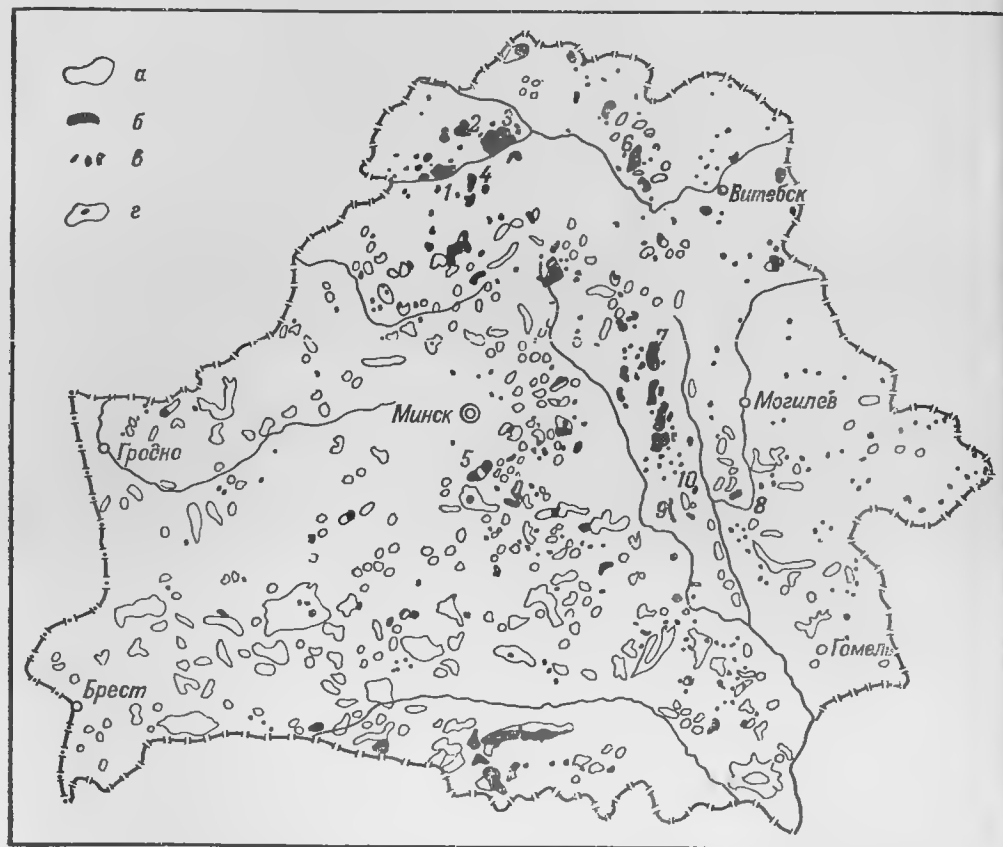 а
б
в
г
2 3
6
1 4
Витебск
7
Минск
Могилев
Гродно
5
10
9 8
Гомель
Брест